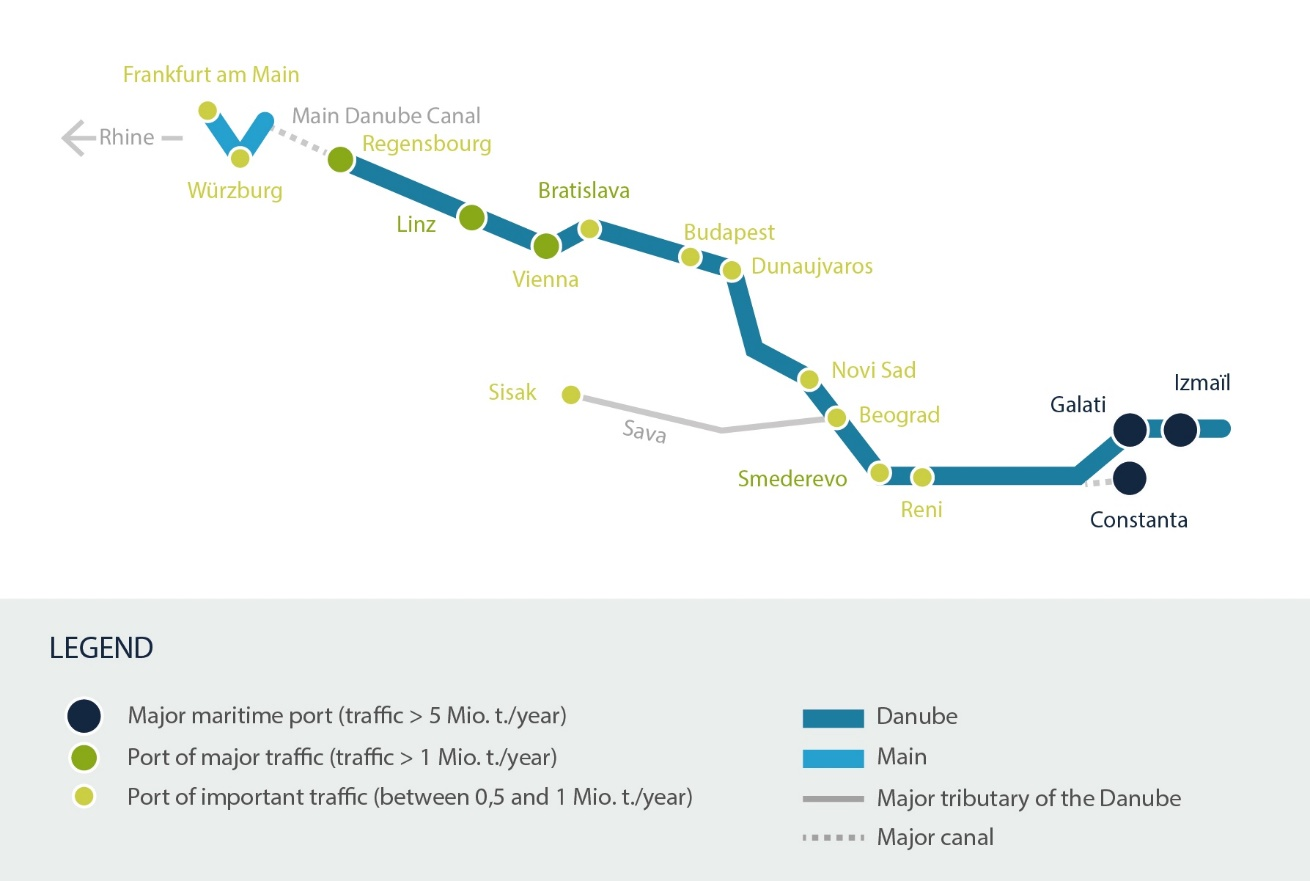 Frankfurt am Main
Rhine
Main Danube Canal
Regensbourg
Würzburg
Bratislava
Linz
Budapest
Vienna
Dunaujvaros
Novi Sad
Izmaïl
Sisak
Galati
Beograd
Sava
Smederevo
Reni
Constanta
LEGEND
Major maritime port (traffic > 5 Mio. t./year)
Port of major traffic (traffic > 1 Mio. t./year)
Port of important traffic (between 0,5 and 1 Mio. t./year)
Danube
Main
Major tributary of the Danube
Major canal